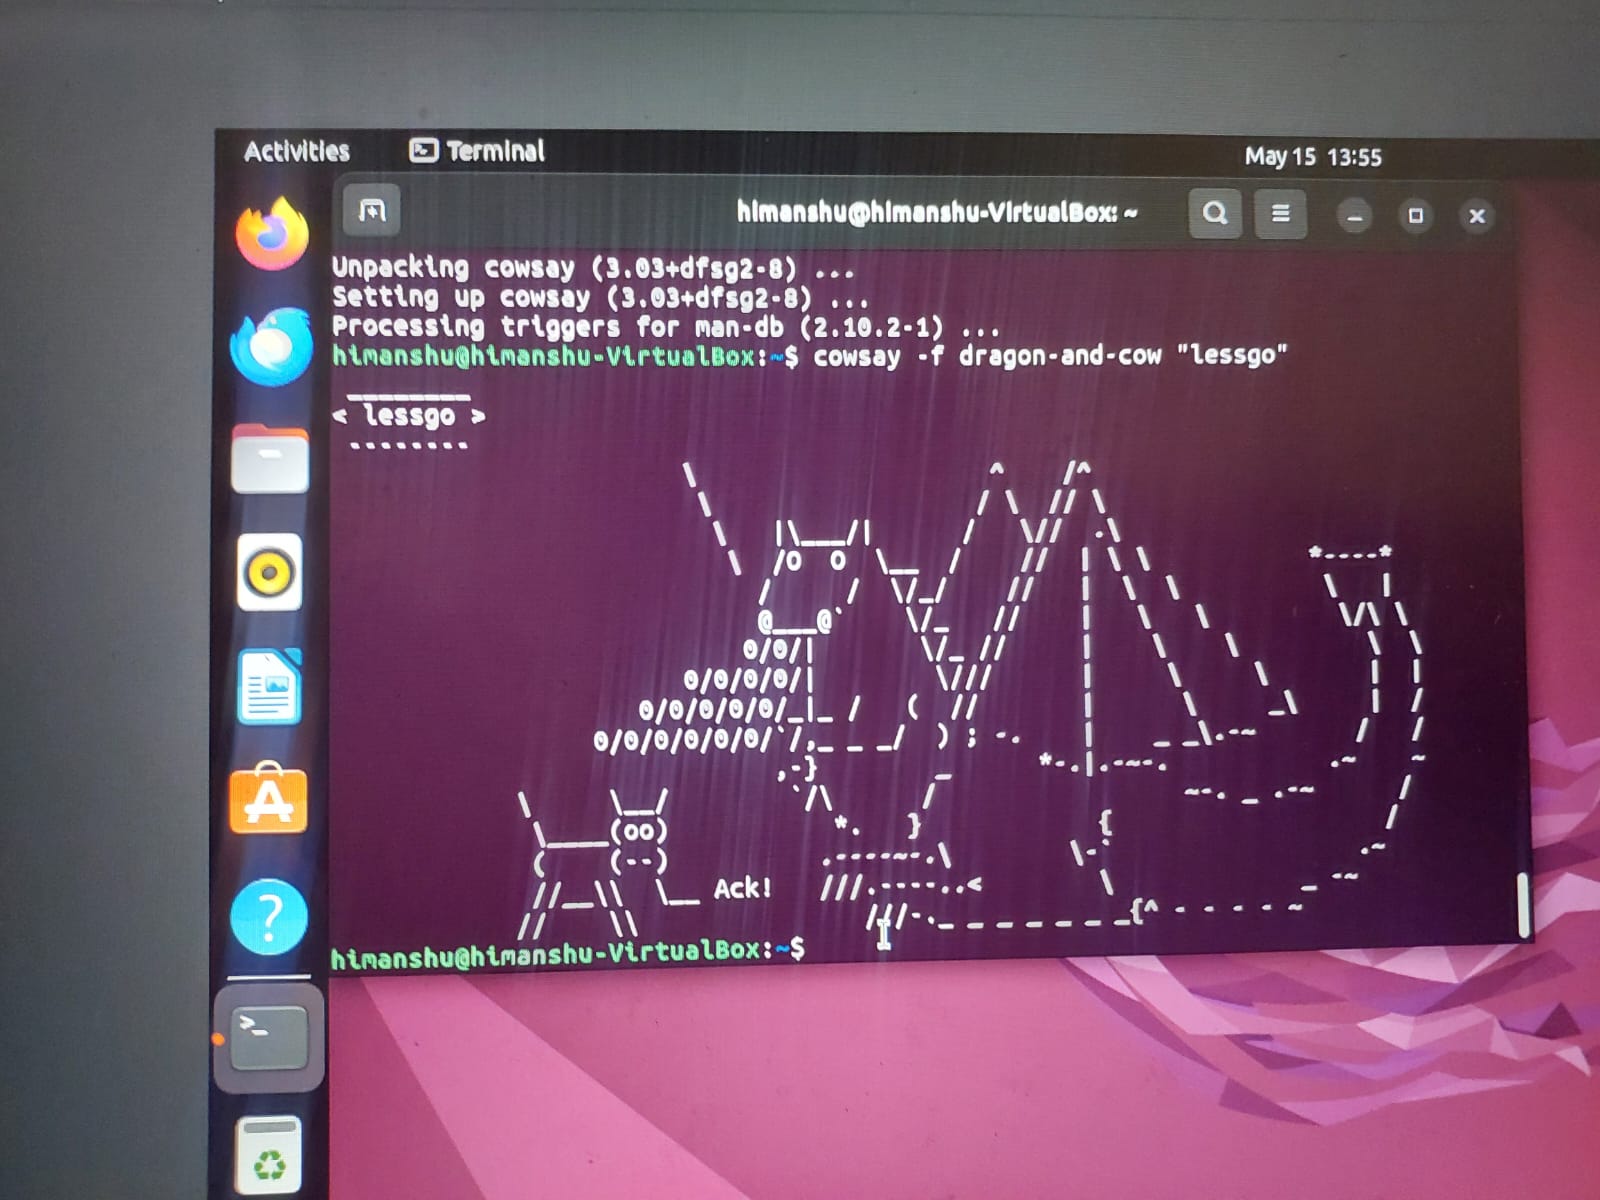 Activities
Terminal
May 15 13:55
himanshu@himanshu-VirtualBox: ~
Unpacking cowsay (3.03+dfsg2-8) ...
Setting up cowsay (3.03+dfsg2-8) ...
Processing triggers for man-db (2.10.2-1) ...
himanshu@himanshu-VirtualBox:~$ cowsay -f dragon-and-cow "lessgo"
< lessgo >
Ack!
himanshu@himanshu-VirtualBox:~$